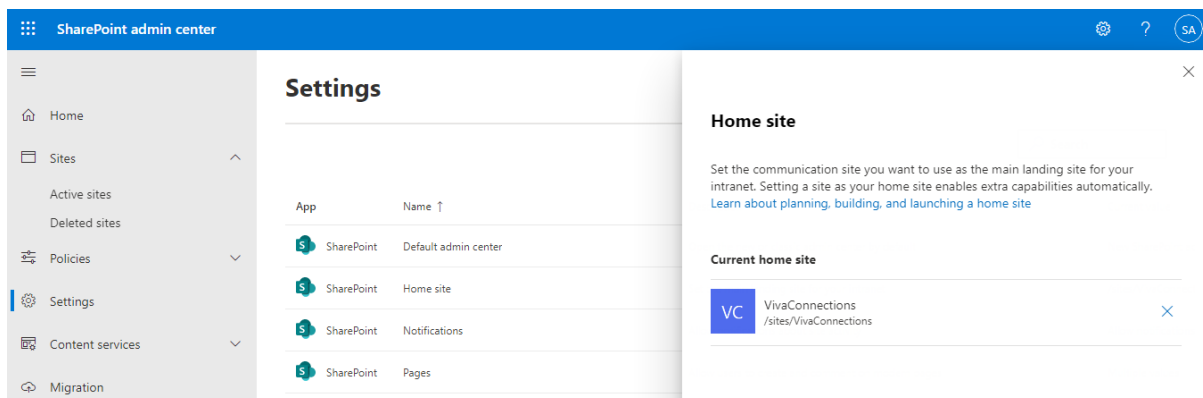 SharePoint admin center
?
SA
Home
Sites
Active sites
Deleted sites
Policies
Settings
Content services
Migration
Settings
App Name ↑
S SharePoint Default admin center
S SharePoint Home site
S SharePoint Notifications
S SharePoint Pages
Home site
Set the communication site you want to use as the main landing site for your
intranet. Setting a site as your home site enables extra capabilities automatically.
Learn about planning, building, and launching a home site
Current home site
VC
VivaConnections
/sites/VivaConnections